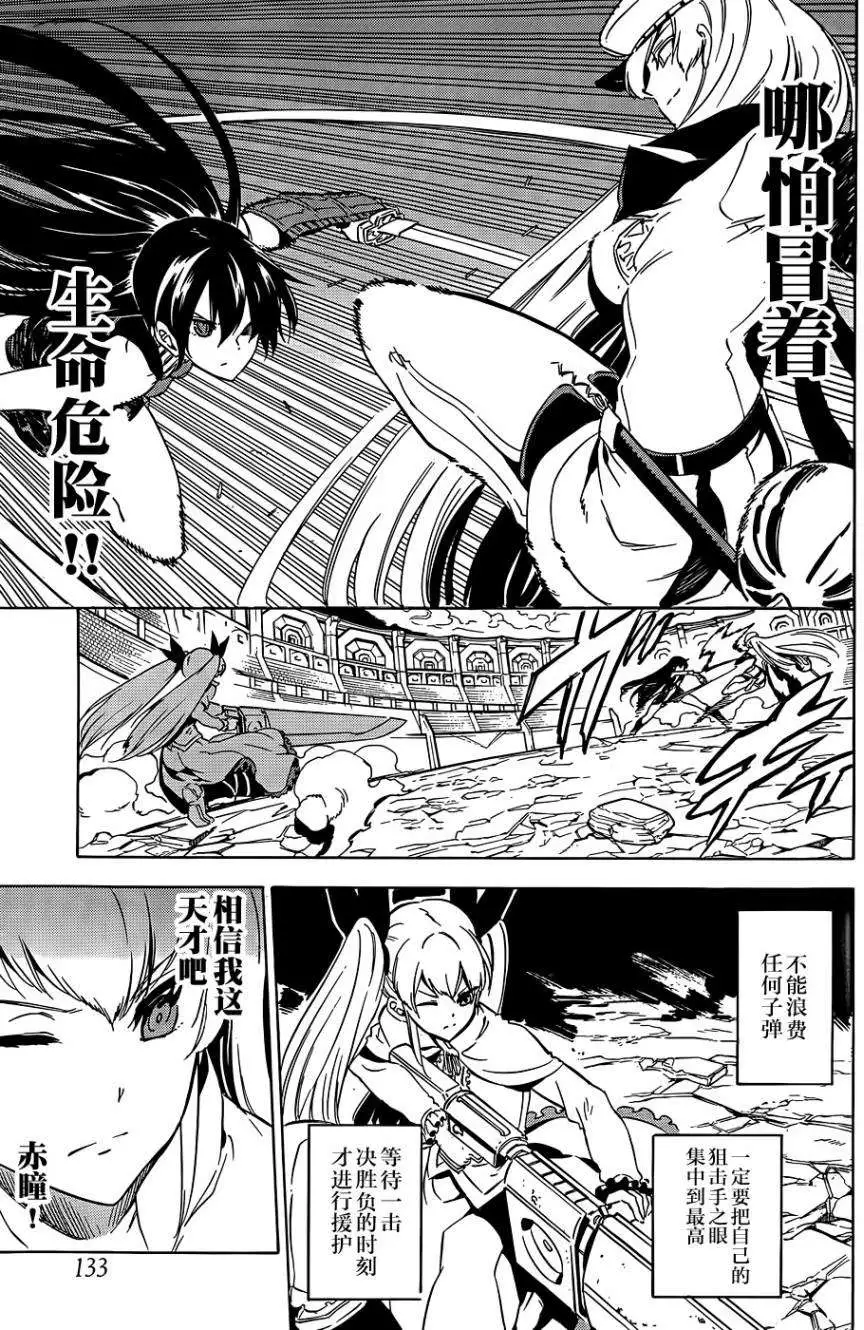 哪怕冒着
生命危险!!
不能浪费
任何子弹
一定要把自己的
狙击手之眼
集中到最高
等待一击
决胜负的时刻
才进行援护
相信我这
天才吧
赤瞳！
133